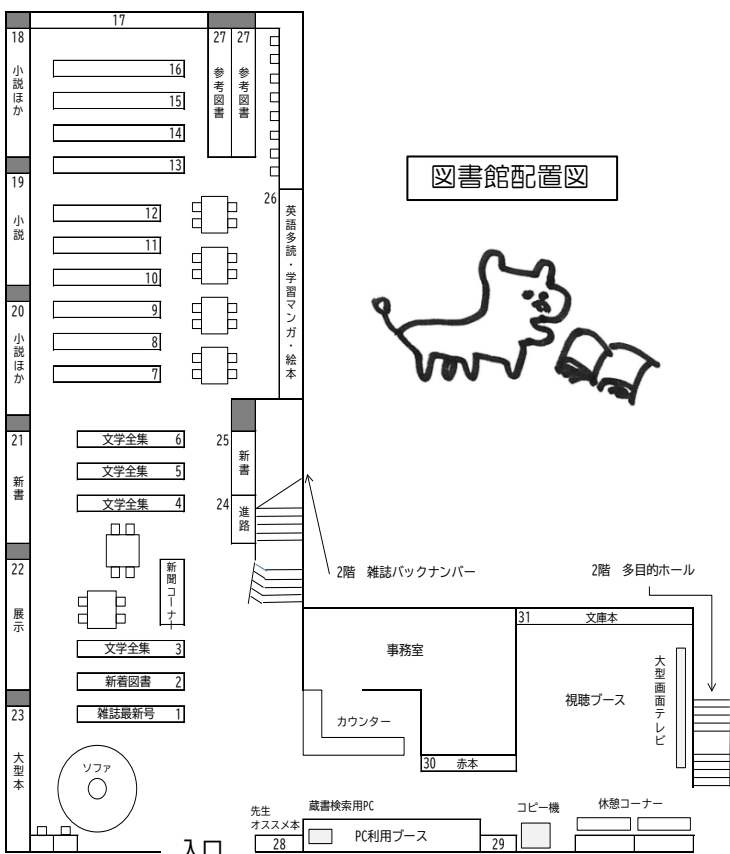 17
18
小説ほか
27
27
参考図書
参考図書
16
15
14
13
図書館配置図
19
小説
26
英語多読・学習マンガ・絵本
12
11
10
9
8
7
20
小説ほか
21
新書
文学全集 6
文学全集 5
文学全集 4
25
新書
24
進路
22
展示
新聞コーナー
2階 雑誌バックナンバー
2階 多目的ホール
文学全集 3
新着図書 2
雑誌最新号 1
事務室
31 文庫本
視聴ブース
大型画面テレビ
23
大型本
カウンター
30 赤本
ソファ
先生
オススメ本
蔵書検索用PC
コピー機
休憩コーナー
入口
28
PC利用ブース
29